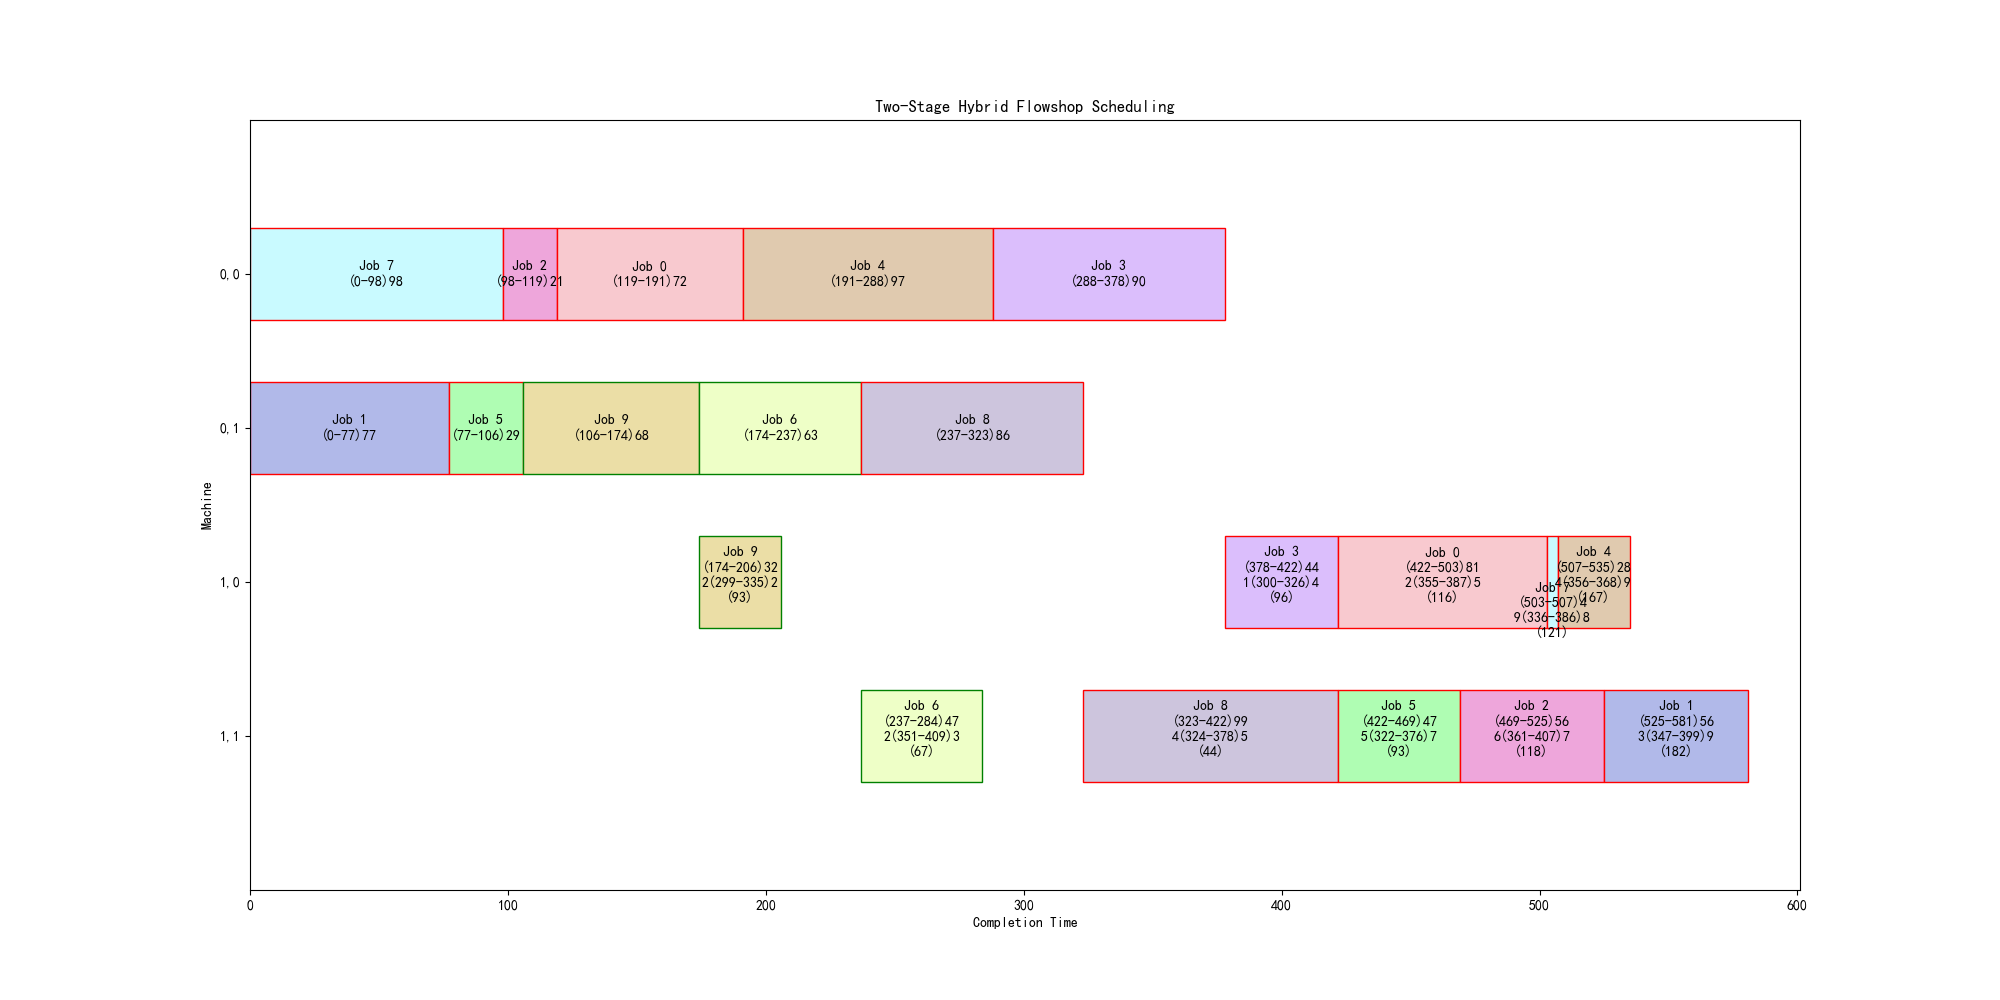 Two-Stage Hybrid Flowshop Scheduling
0,0
Job 7
(0-98)98
Job 2
(98-119)21
Job 0
(119-191)72
Job 4
(191-288)97
Job 3
(288-378)90
0,1
Job 1
(0-77)77
Job 5
(77-106)29
Job 9
(106-174)68
Job 6
(174-237)63
Job 8
(237-323)86
Machine
1,0
Job 9
(174-206)32
2(299-335)2
(93)
Job 3
(378-422)44
1(300-326)4
(96)
Job 0
(422-503)81
2(355-387)5
(116)
Job 7
(503-507)4
9(336-386)8
(121)
Job 4
(507-535)28
4(356-368)9
(167)
1,1
Job 6
(237-284)47
2(351-409)3
(67)
Job 8
(323-422)99
4(324-378)5
(44)
Job 5
(422-469)47
5(322-376)7
(93)
Job 2
(469-525)56
6(361-407)7
(118)
Job 1
(525-581)56
3(347-399)9
(182)
0
100
200
300
400
500
600
Completion Time